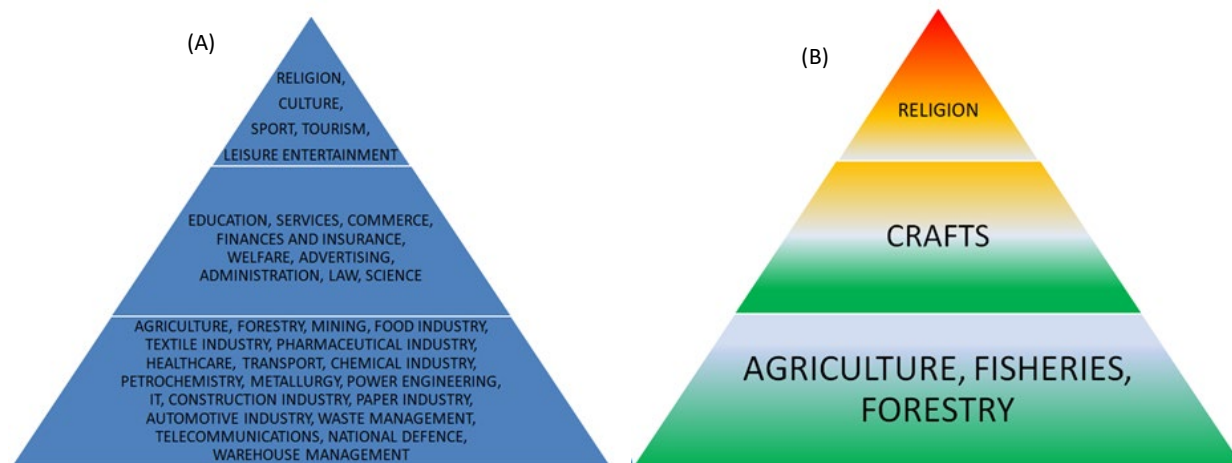 (A)
RELIGION,
CULTURE,
SPORT, TOURISM,
LEISURE ENTERTAINMENT
EDUCATION, SERVICES, COMMERCE,
FINANCES AND INSURANCE,
WELFARE, ADVERTISING,
ADMINISTRATION, LAW, SCIENCE
AGRICULTURE, FORESTRY, MINING, FOOD INDUSTRY,
TEXTILE INDUSTRY, PHARMACEUTICAL INDUSTRY,
HEALTHCARE, TRANSPORT, CHEMICAL INDUSTRY,
PETROCHEMISTRY, METALLURGY, POWER ENGINEERING,
IT, CONSTRUCTION INDUSTRY, PAPER INDUSTRY,
AUTOMOTIVE INDUSTRY, WASTE MANAGEMENT,
TELECOMMUNICATIONS, NATIONAL DEFENCE,
WAREHOUSE MANAGEMENT
(B)
RELIGION
CRAFTS
AGRICULTURE, FISHERIES,
FORESTRY